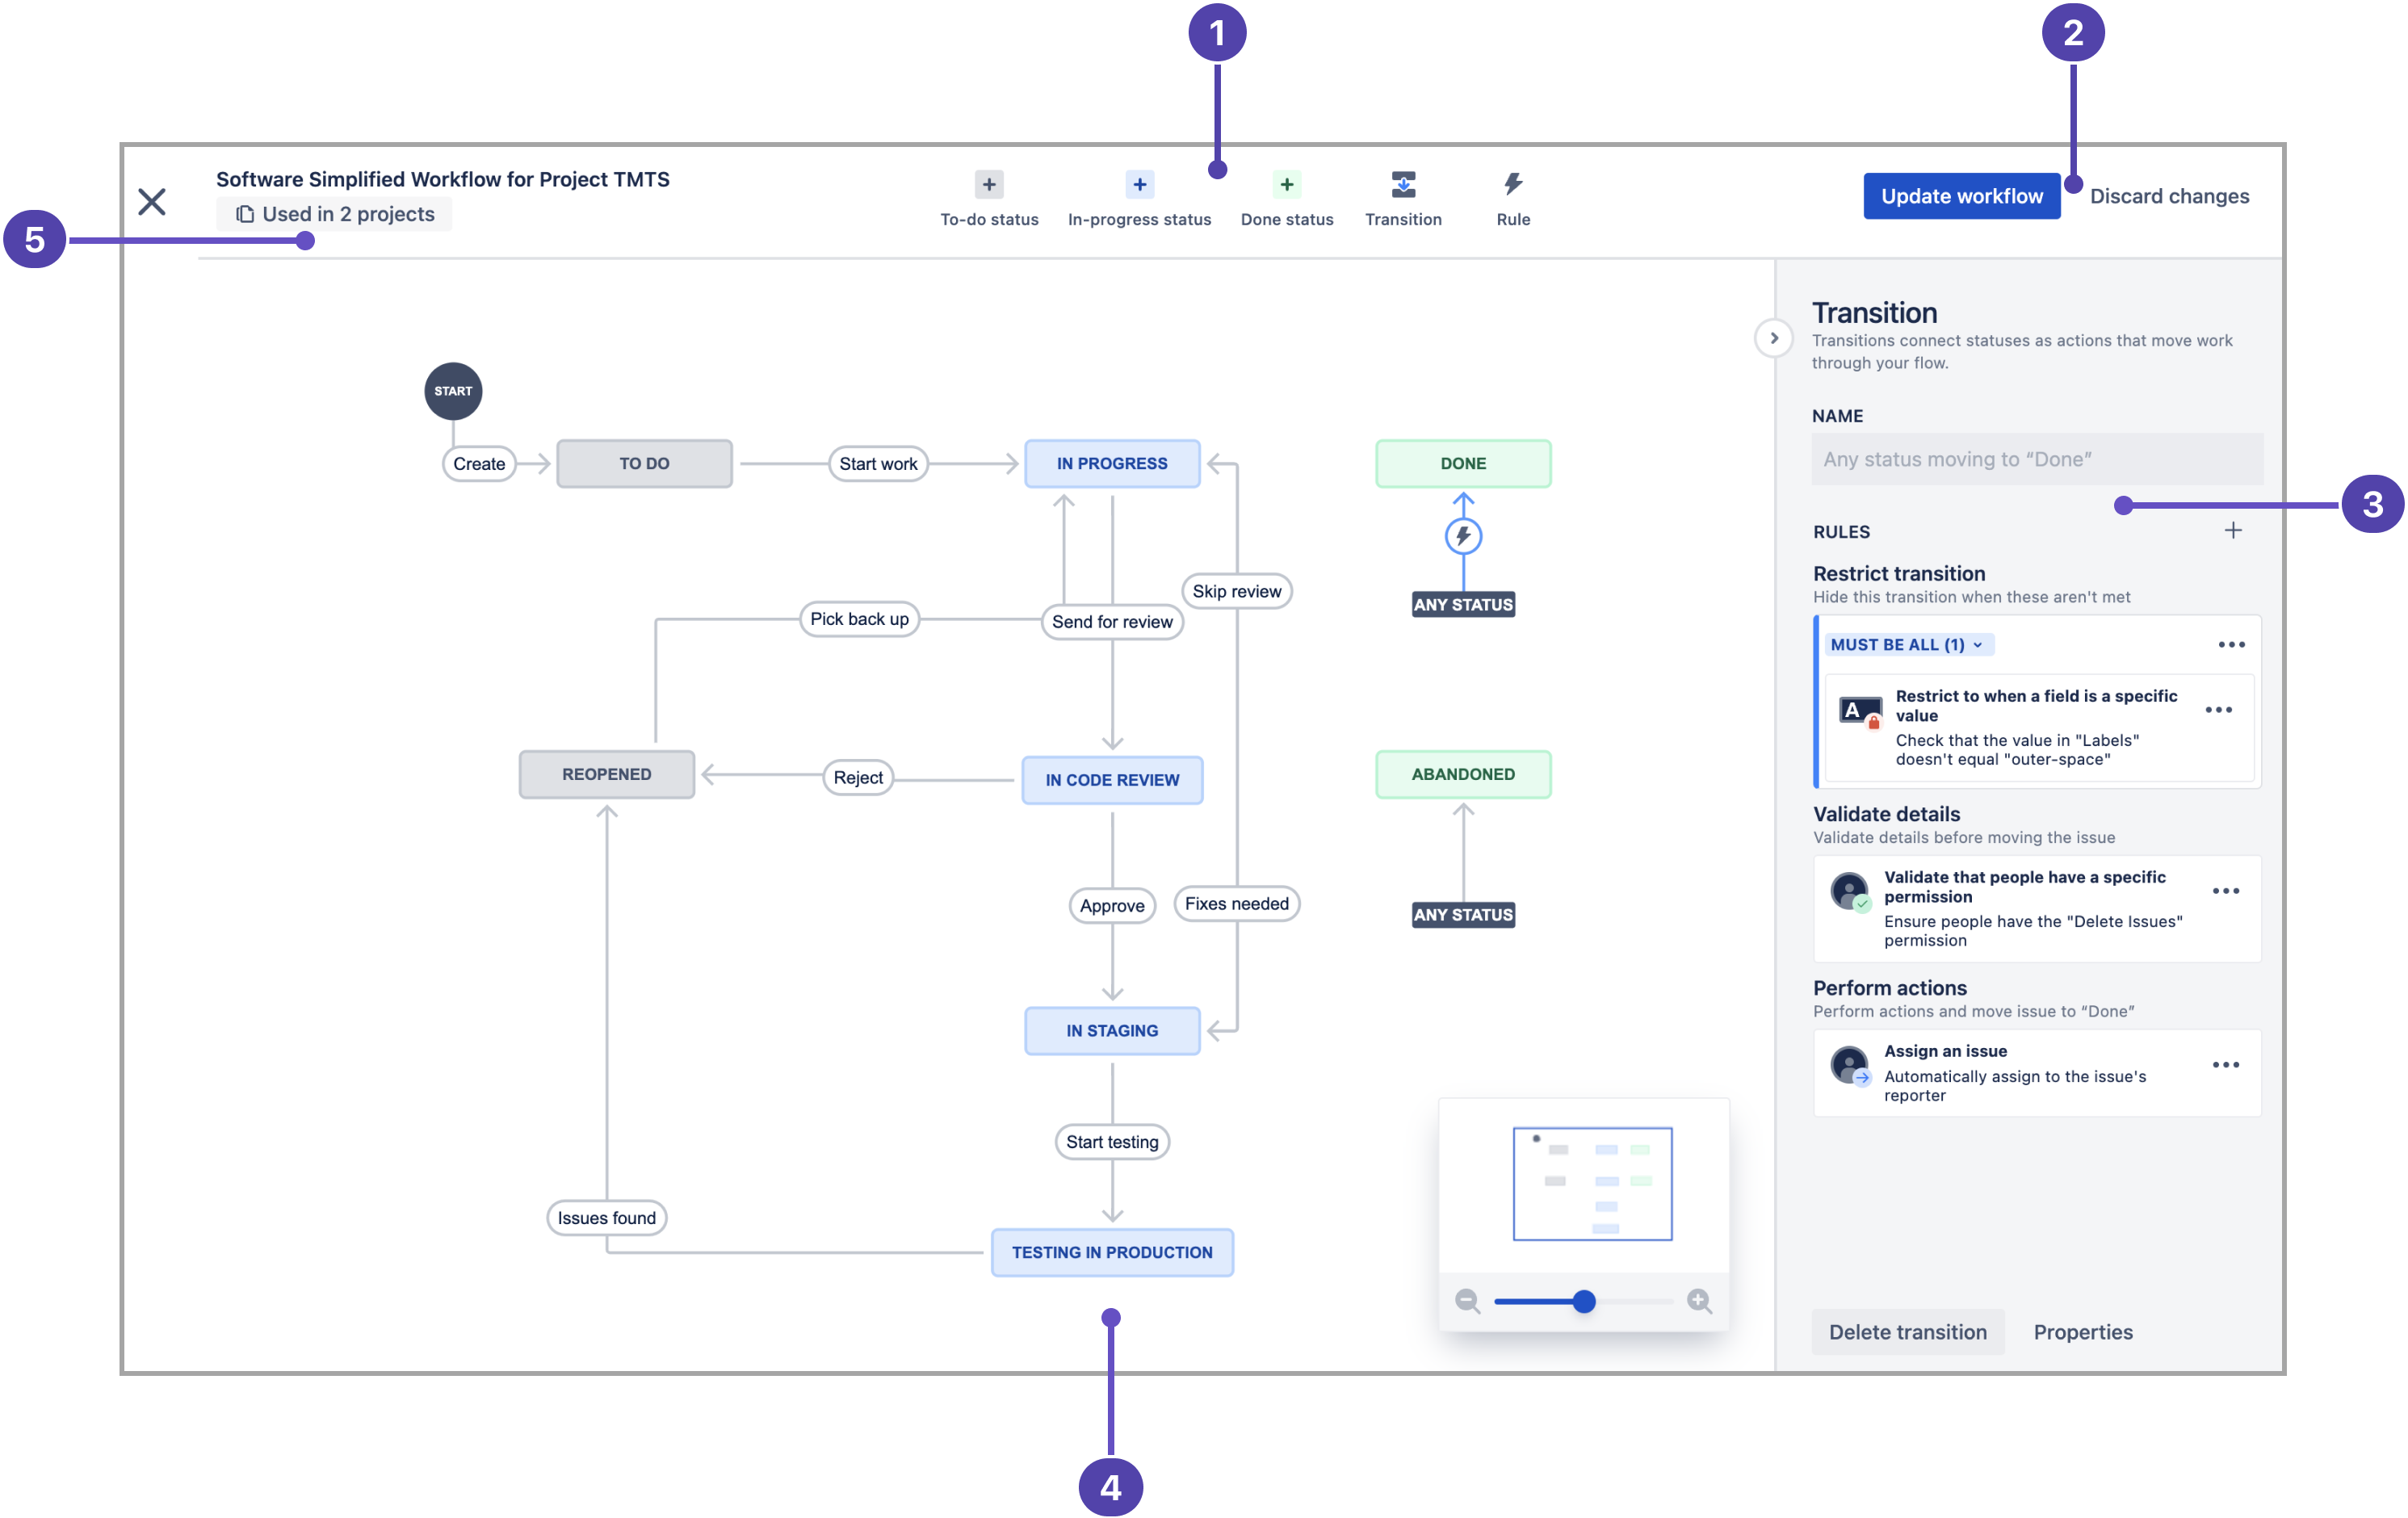 1
2
Software Simplified Workflow for Project TMTS
Used in 2 projects
To-do status
In-progress status
Done status
Transition
Rule
Update workflow
Discard changes
5
Transition
Transitions connect statuses as actions that move work
through your flow.
NAME
Any status moving to “Done”
3
RULES
Restrict transition
Hide this transition when these aren't met
MUST BE ALL (1)
A
Restrict to when a field is a specific
value
Check that the value in "Labels"
doesn't equal "outer-space"
Validate details
Validate details before moving the issue
Validate that people have a specific
permission
Ensure people have the "Delete Issues"
permission
Perform actions
Perform actions and move issue to “Done”
Assign an issue
Automatically assign to the issue's
reporter
Delete transition
Properties
START
Create
TO DO
Start work
IN PROGRESS
DONE
Skip review
ANY STATUS
Pick back up
Send for review
REOPENED
Reject
IN CODE REVIEW
ABANDONED
Approve
Fixes needed
ANY STATUS
IN STAGING
Start testing
Issues found
TESTING IN PRODUCTION
4